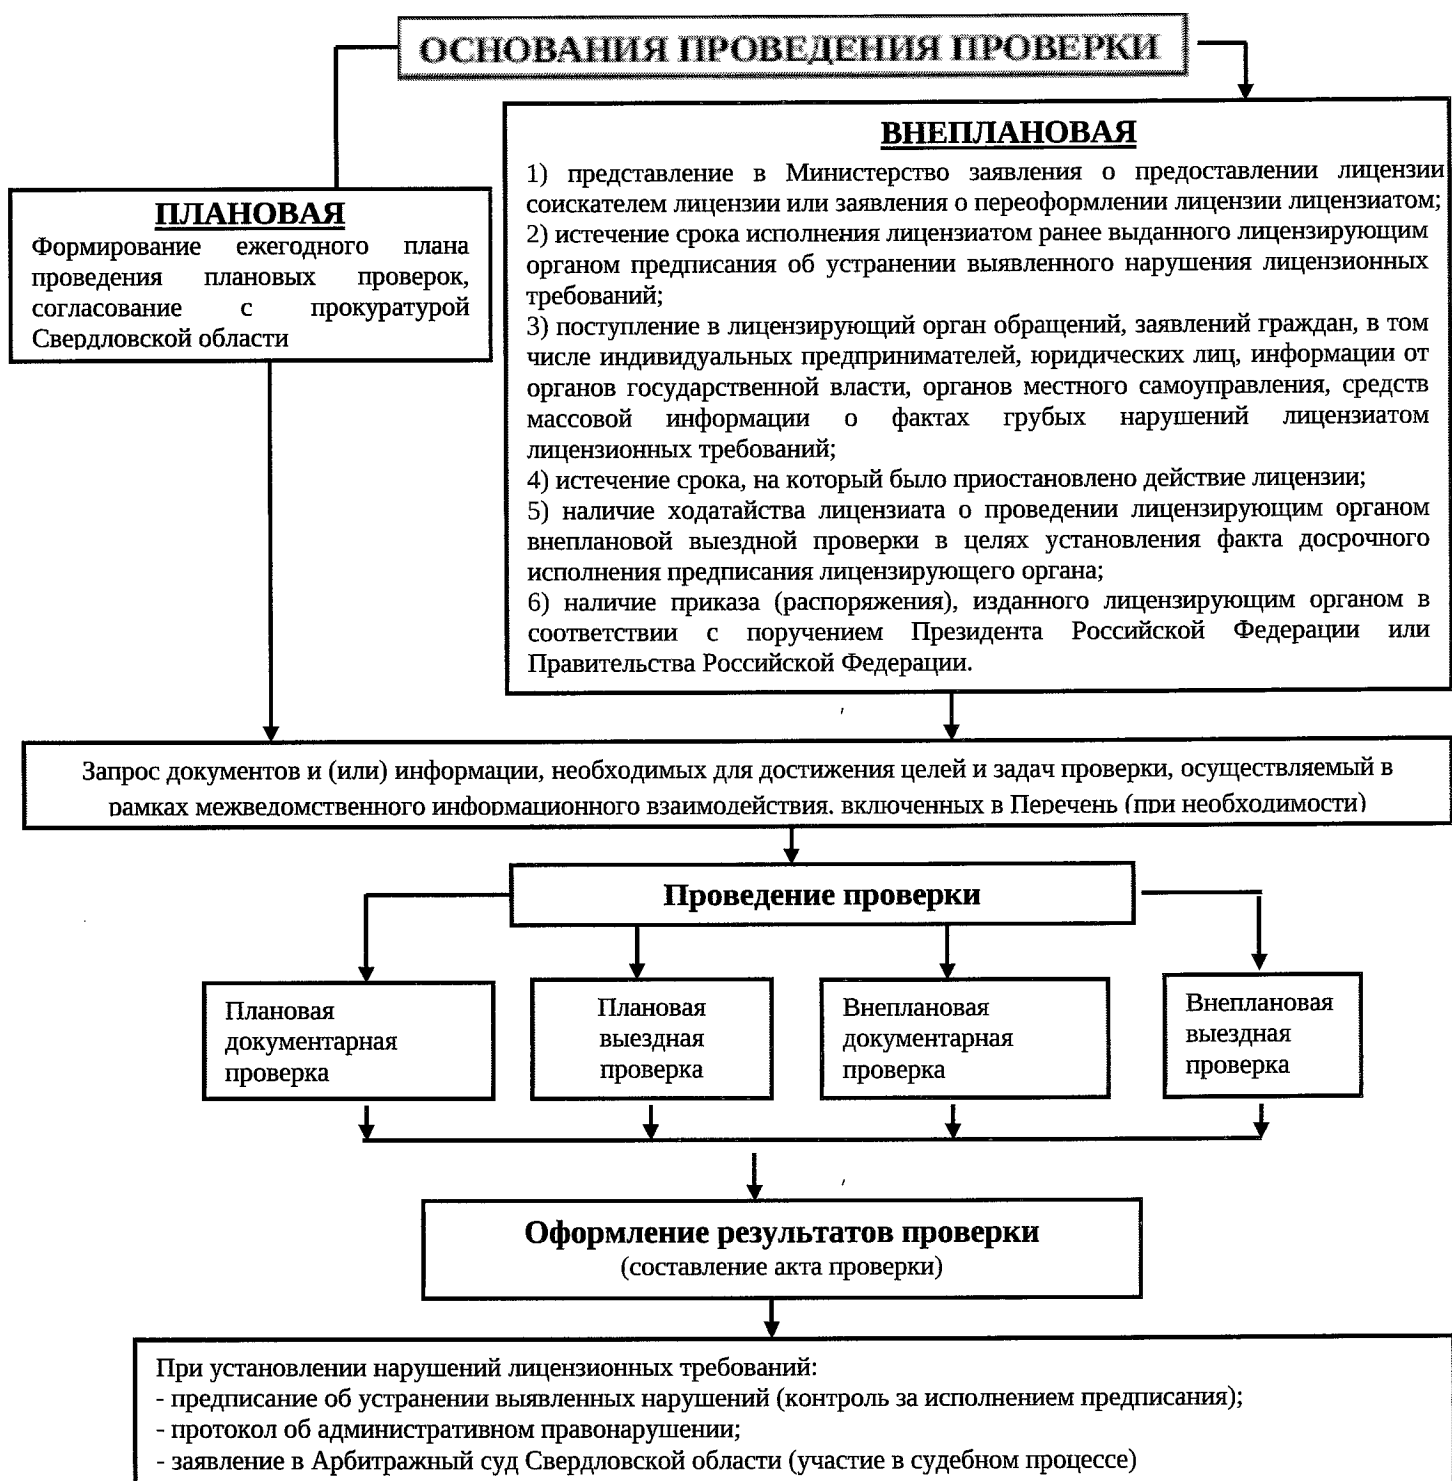 ОСНОВАНИЯ ПРОВЕДЕНИЯ ПРОВЕРКИ
ПЛАНОВАЯ
Формирование ежегодного плана
проведения плановых проверок,
согласование с прокуратурой
Свердловской области
ВНЕПЛАНОВАЯ
1) представление в Министерство заявления о предоставлении лицензии
соискателем лицензии или заявления о переоформлении лицензии лицензиатом;
2) истечение срока исполнения лицензиатом ранее выданного лицензирующим
органом предписания об устранении выявленного нарушения лицензионных
требований;
3) поступление в лицензирующий орган обращений, заявлений граждан, в том
числе индивидуальных предпринимателей, юридических лиц, информации от
органов государственной власти, органов местного самоуправления, средств
массовой информации о фактах грубых нарушений лицензиатом
лицензионных требований;
4) истечение срока, на который было приостановлено действие лицензии;
5) наличие ходатайства лицензиата о проведении лицензирующим органом
внеплановой выездной проверки в целях установления факта досрочного
исполнения предписания лицензирующего органа;
6) наличие приказа (распоряжения), изданного лицензирующим органом в
соответствии с поручением Президента Российской Федерации или
Правительства Российской Федерации.
Запрос документов и (или) информации, необходимых для достижения целей и задач проверки, осуществляемый в
рамках межведомственного информационного взаимодействия, включенных в Перечень (при необходимости)
Проведение проверки
Плановая
документарная
проверка
Плановая
выездная
проверка
Внеплановая
документарная
проверка
Внеплановая
выездная
проверка
Оформление результатов проверки
(составление акта проверки)
При установлении нарушений лицензионных требований:
- предписание об устранении выявленных нарушений (контроль за исполнением предписания);
- протокол об административном правонарушении;
- заявление в Арбитражный суд Свердловской области (участие в судебном процессе)